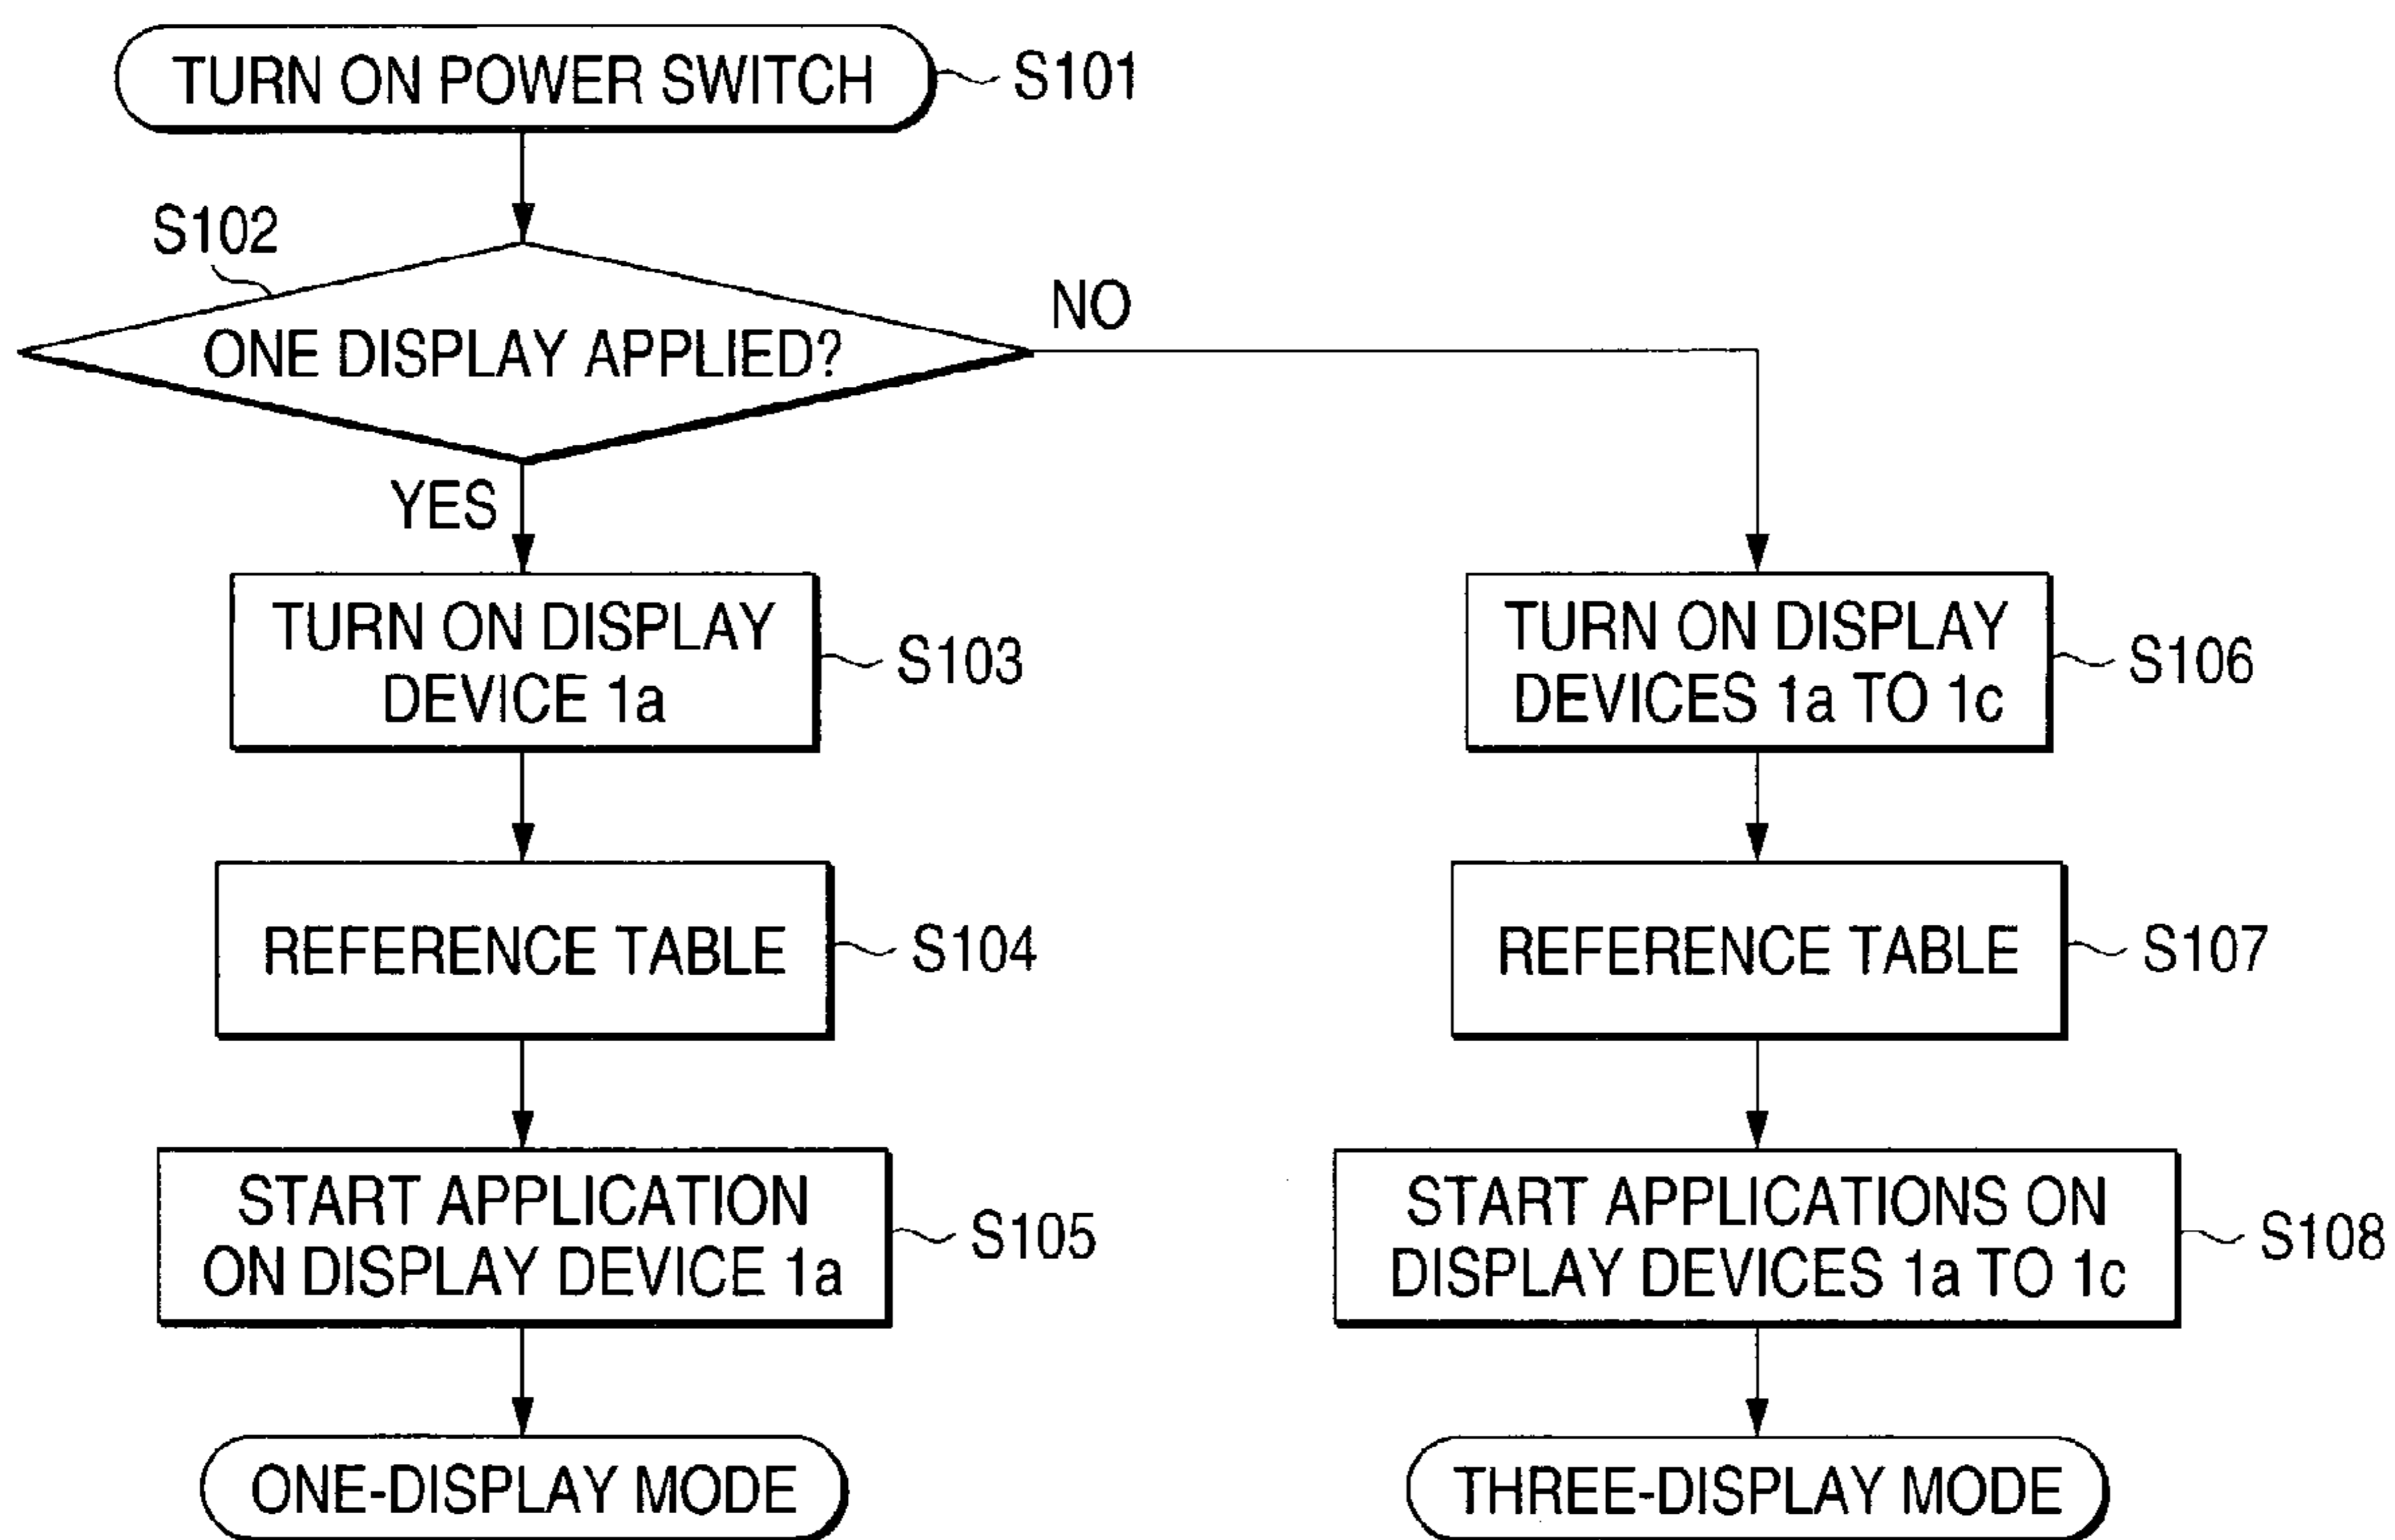 TURN ON POWER SWITCH
S101
S102
ONE DISPLAY APPLIED?
NO
YES
TURN ON DISPLAY
DEVICE 1a
S103
REFERENCE TABLE
S104
START APPLICATION
ON DISPLAY DEVICE 1a
S105
ONE-DISPLAY MODE
TURN ON DISPLAY
DEVICES 1a TO 1c
S106
REFERENCE TABLE
S107
START APPLICATIONS ON
DISPLAY DEVICES 1a TO 1c
S108
THREE-DISPLAY MODE